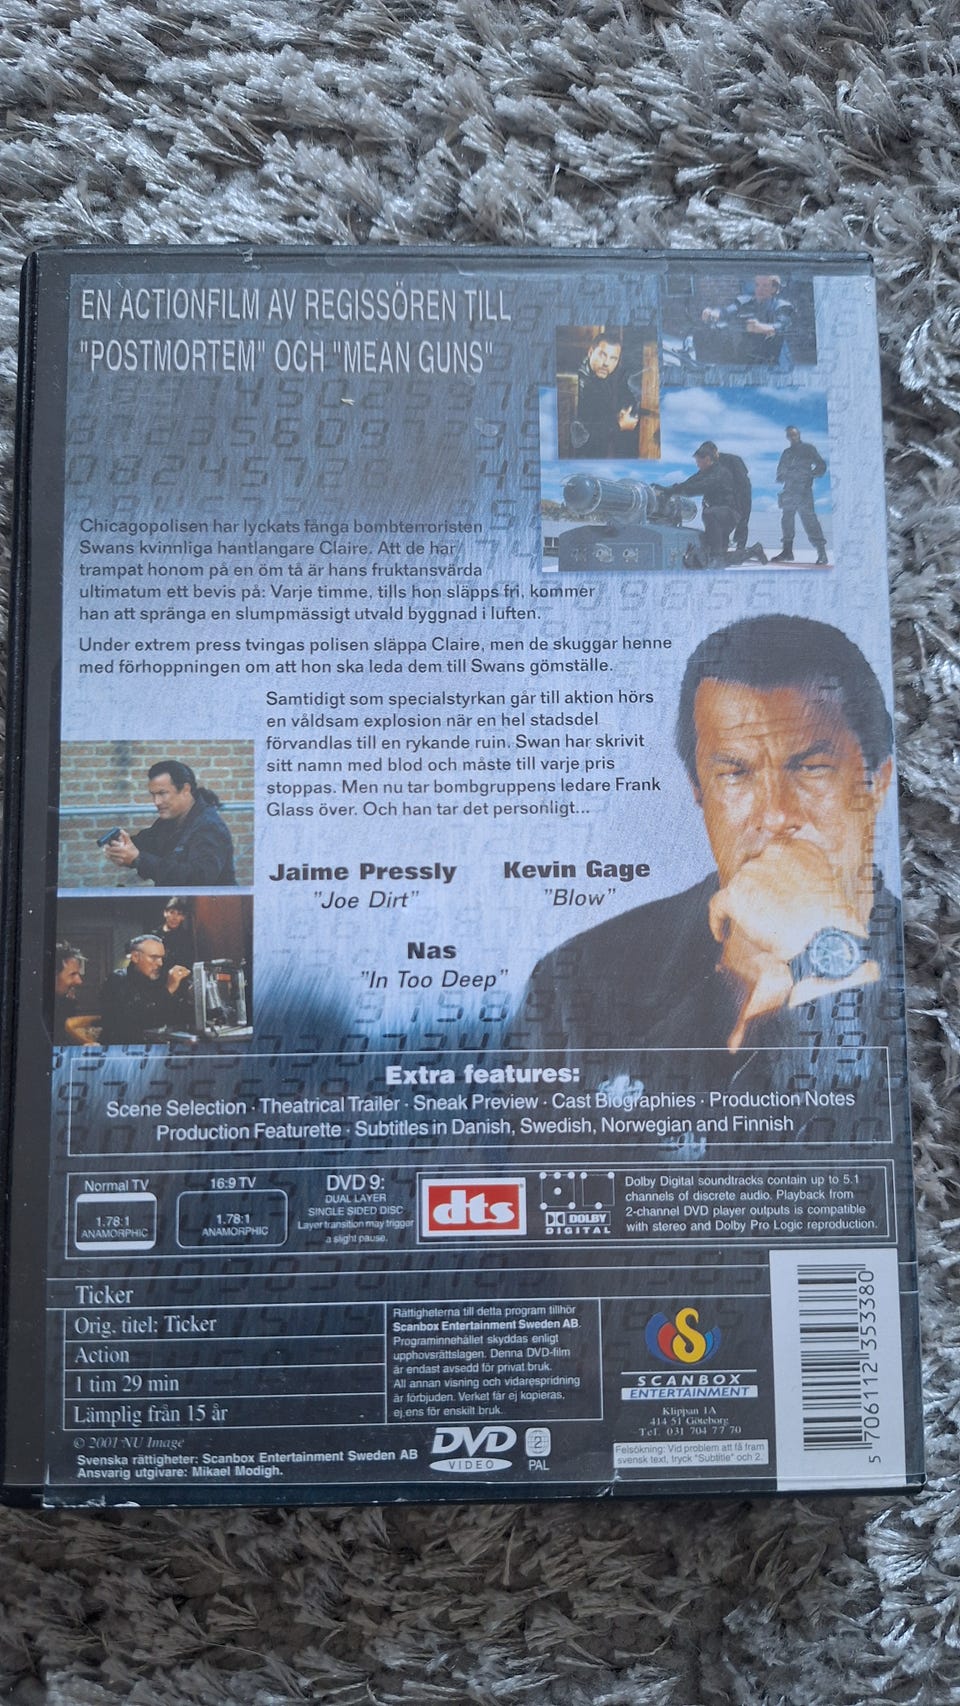 EN ACTIONFILM AV REGISSÖREN TILL
"POSTMORTEM" OCH "MEAN GUNS"
Chicagopolisen har lyckats fånga bombterroristen
Swans kvinnliga hantlangare Claire. Att de har
trampat honom på en öm tå är hans fruktansvärda
ultimatum ett bevis på: Varje timme, tills hon släpps fri, kommer
han att spränga en slumpmässigt utvald byggnad i luften.
Under extrem press tvingas polisen släppa Claire, men de skuggar henne
med förhoppningen om att hon ska leda dem till Swans gömställe.
Samtidigt som specialstyrkan går till aktion hörs
en våldsam explosion när en hel stadsdel
förvandlas till en rykande ruin. Swan har skrivit
sitt namn med blod och måste till varje pris
stoppas. Men nu tar bombgruppens ledare Frank
Glass över. Och han tar det personligt...
Jaime Pressly Kevin Gage
"Joe Dirt" "Blow"
Nas
"In Too Deep"
Extra features:
Scene Selection · Theatrical Trailer · Sneak Preview · Cast Biographies · Production Notes
Production Featurette · Subtitles in Danish, Swedish, Norwegian and Finnish
Normal TV
1.78:1
ANAMORPHIC
16:9 TV
1.78:1
ANAMORPHIC
DVD 9:
DUAL LAYER
SINGLE SIDED DISC
Layer transition may trigger
a slight pause.
dts
DOLBY
DIGITAL
Dolby Digital soundtracks contain up to 5.1
channels of discrete audio. Playback from
2-channel DVD player outputs is compatible
with stereo and Dolby Pro Logic reproduction.
Ticker
Orig. titel: Ticker
Action
1 tim 29 min
Lämplig från 15 år
Rättigheterna till detta program tillhör
Scanbox Entertainment Sweden AB.
Programinnehållet skyddas enligt
upphovsrättslagen. Denna DVD-film
är endast avsedd för privat bruk.
All annan visning och vidarespridning
är förbjuden. Verket får ej kopieras,
ej ens för enskilt bruk.
S
SCANBOX
ENTERTAINMENT
Klippan 1A
414 51 Göteborg
Tel. 031 704 77 70
Felsökning: Vid problem att få fram
svensk text, tryck "Subtitle" och 2.
© 2001 NU Image
Svenska rättigheter: Scanbox Entertainment Sweden AB
Ansvarig utgivare: Mikael Modigh.
DVD
VIDEO
2
PAL
5 706112 353380